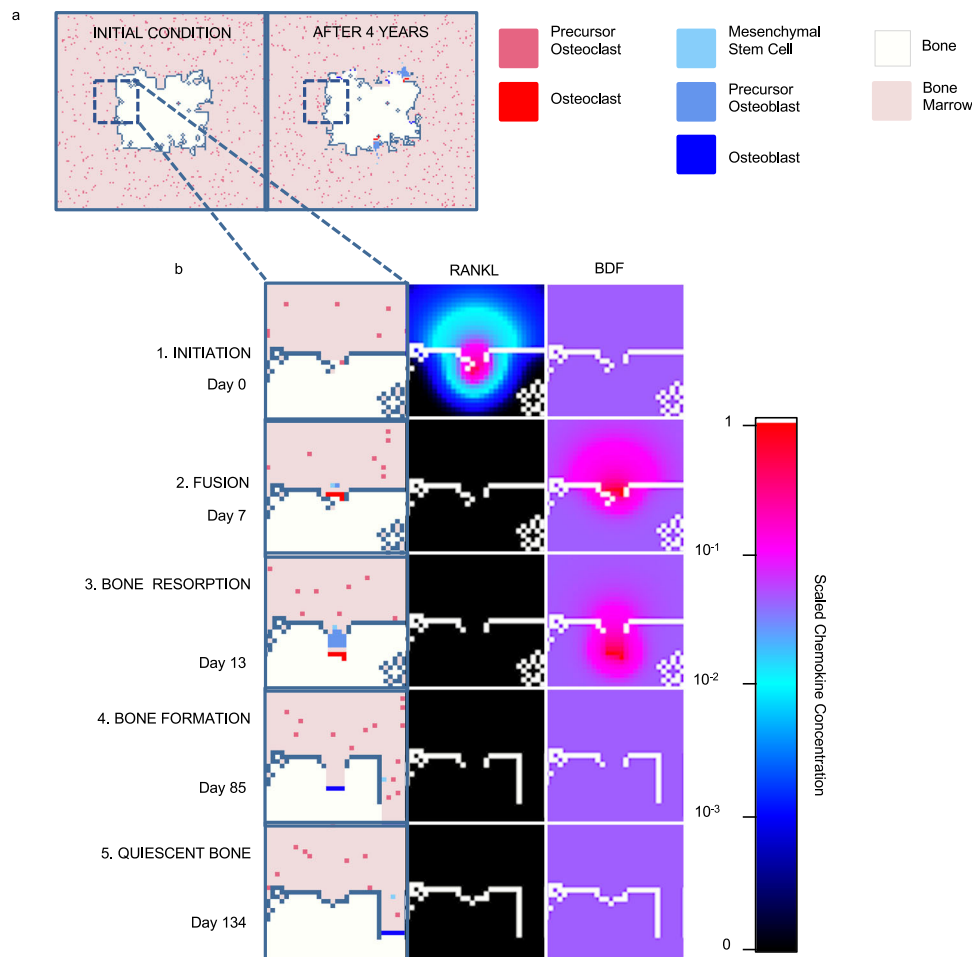 a
INITIAL CONDITION
AFTER 4 YEARS
Precursor
Osteoclast
Osteoclast
Mesenchymal
Stem Cell
Precursor
Osteoblast
Osteoblast
Bone
Bone
Marrow
b
RANKL
BDF
1. INITIATION
Day 0
2. FUSION
Day 7
3. BONE RESORPTION
Day 13
4. BONE FORMATION
Day 85
5. QUIESCENT BONE
Day 134
1
10⁻¹
10⁻²
10⁻³
0
Scaled Chemokine Concentration